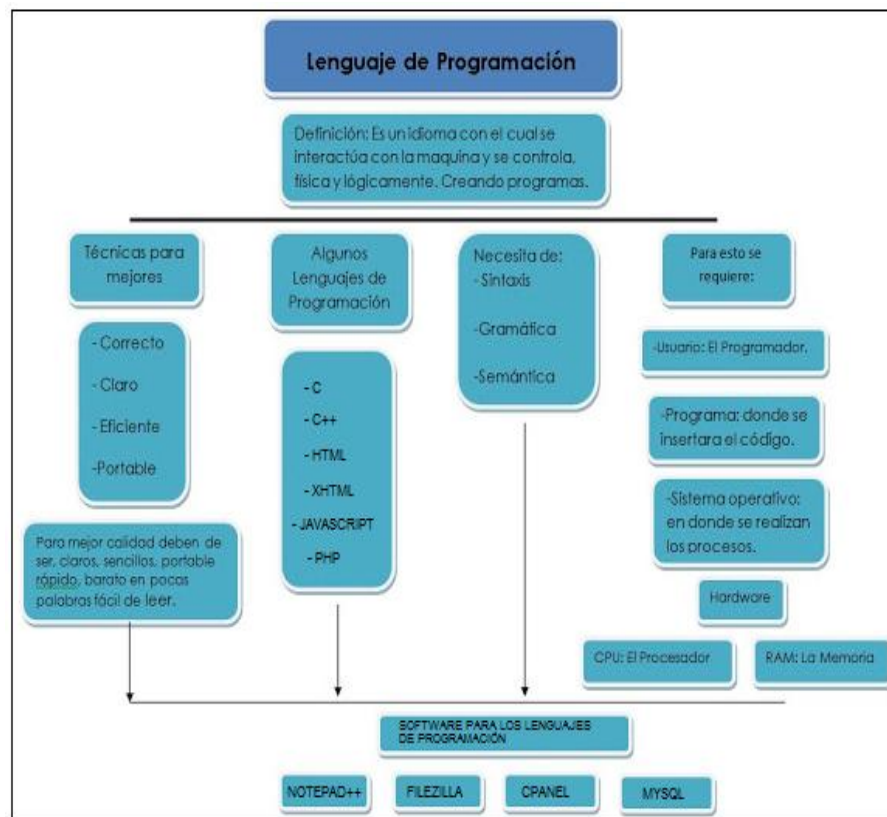 Lenguaje de Programación
Definición: Es un idioma con el cual se
interactúa con la maquina y se controla,
física y lógicamente. Creando programas.
Técnicas para
mejores
- Correcto
- Claro
- Eficiente
-Portable
Para mejor calidad deben de
ser, claros, sencillos, portable
rápido, barato en pocas
palabras fácil de leer.
Algunos
Lenguajes de
Programación
- C
- C++
- HTML
- XHTML
- JAVASCRIPT
- PHP
Necesita de:
- Sintaxis
-Gramática
-Semántica
Para esto se
requiere:
-Usuario: El Programador.
-Programa: donde se
insertara el código.
-Sistema operativo:
en donde se realizan
los procesos.
Hardware
CPU: El Procesador
RAM: La Memoria
SOFTWARE PARA LOS LENGUAJES
DE PROGRAMACIÓN
NOTEPAD++
FILEZILLA
CPANEL
MYSQL